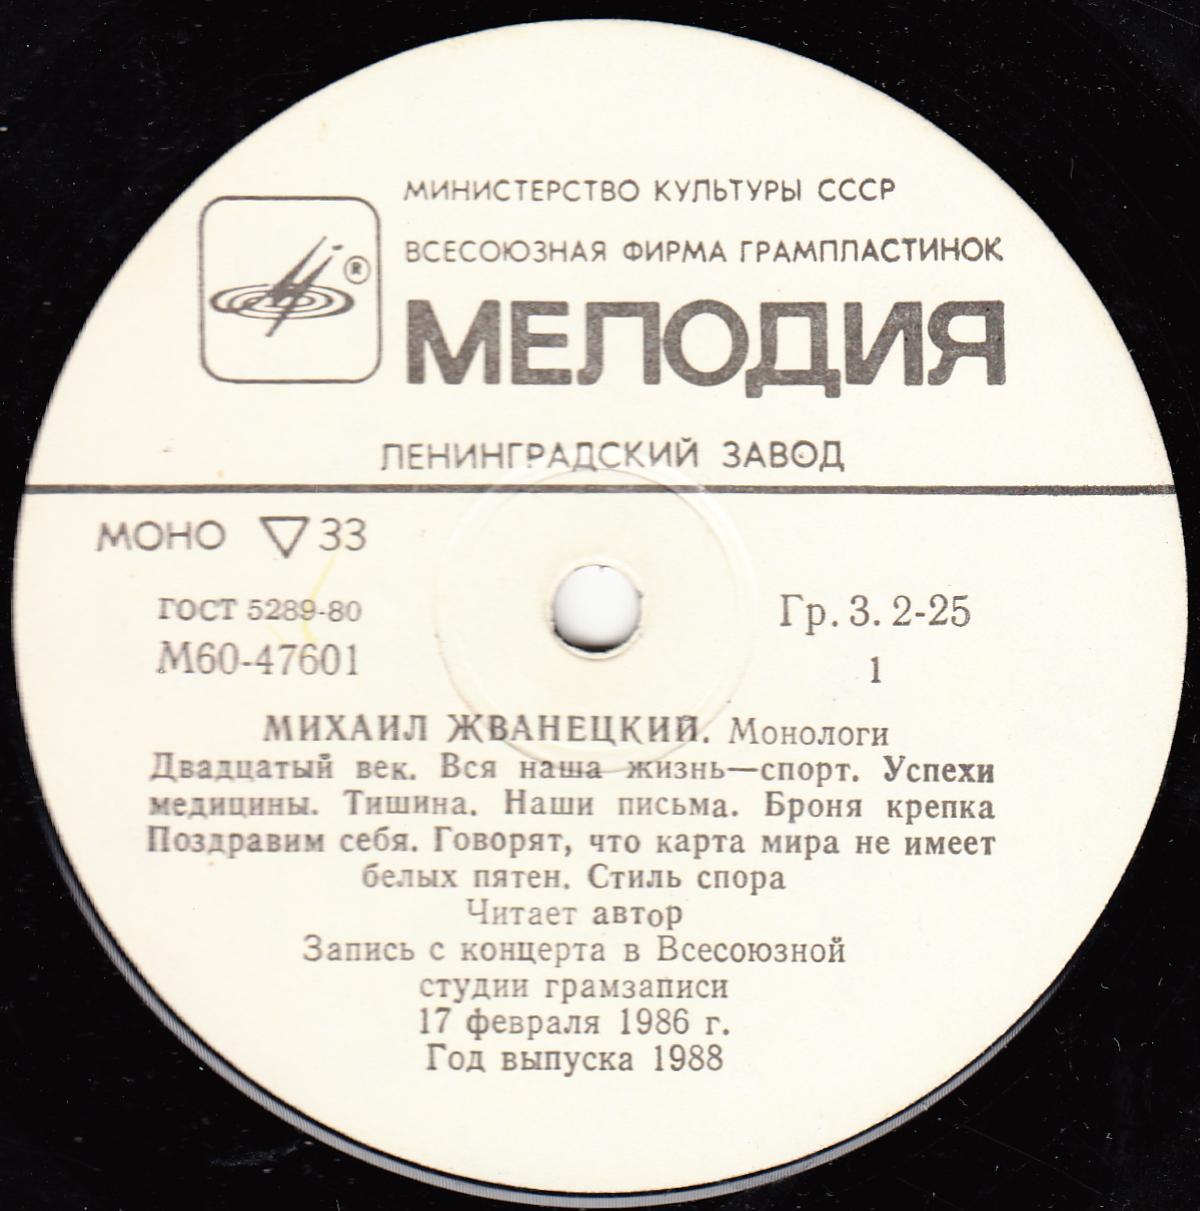 МИНИСТЕРСТВО КУЛЬТУРЫ СССР
ВСЕСОЮЗНАЯ ФИРМА ГРАМПЛАСТИНОК
®
МЕЛОДИЯ
ЛЕНИНГРАДСКИЙ ЗАВОД
МОНО ▽ 33
ГОСТ 5289-80
Гр. 3. 2-25
М60-47601
1
МИХАИЛ ЖВАНЕЦКИЙ. Монологи
Двадцатый век. Вся наша жизнь—спорт. Успехи
медицины. Тишина. Наши письма. Броня крепка
Поздравим себя. Говорят, что карта мира не имеет
белых пятен. Стиль спора
Читает автор
Запись с концерта в Всесоюзной
студии грамзаписи
17 февраля 1986 г.
Год выпуска 1988